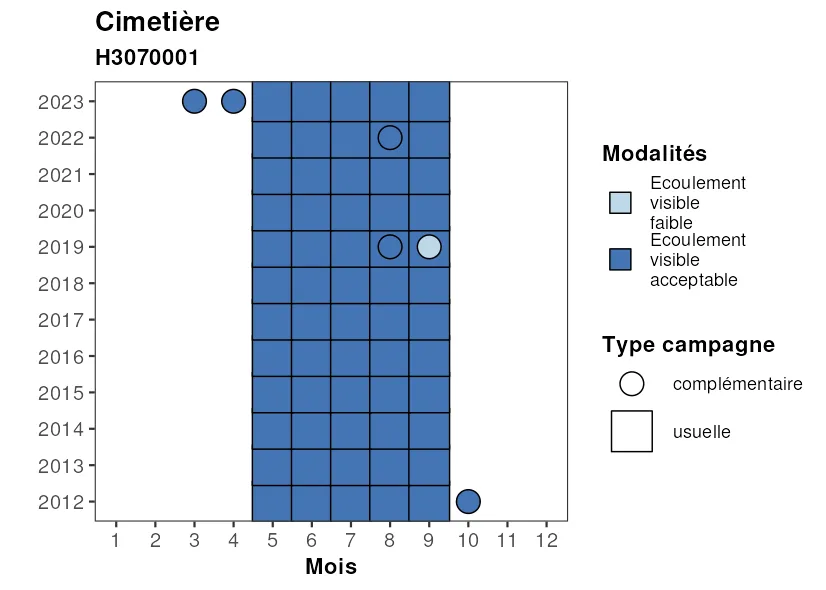 Cimetière
H3070001
2023
2022
2021
2020
2019
2018
2017
2016
2015
2014
2013
2012
1 2 3 4 5 6 7 8 9 10 11 12
Mois
Modalités
Ecoulement
visible
faible
Ecoulement
visible
acceptable
Type campagne
complémentaire
usuelle